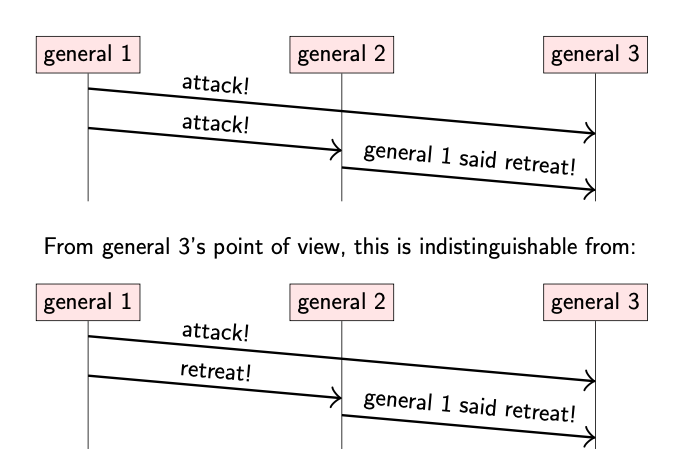 general 1
general 2
general 3
attack!
attack!
general 1 said retreat!
From general 3's point of view, this is indistinguishable from:
general 1
general 2
general 3
attack!
retreat!
general 1 said retreat!